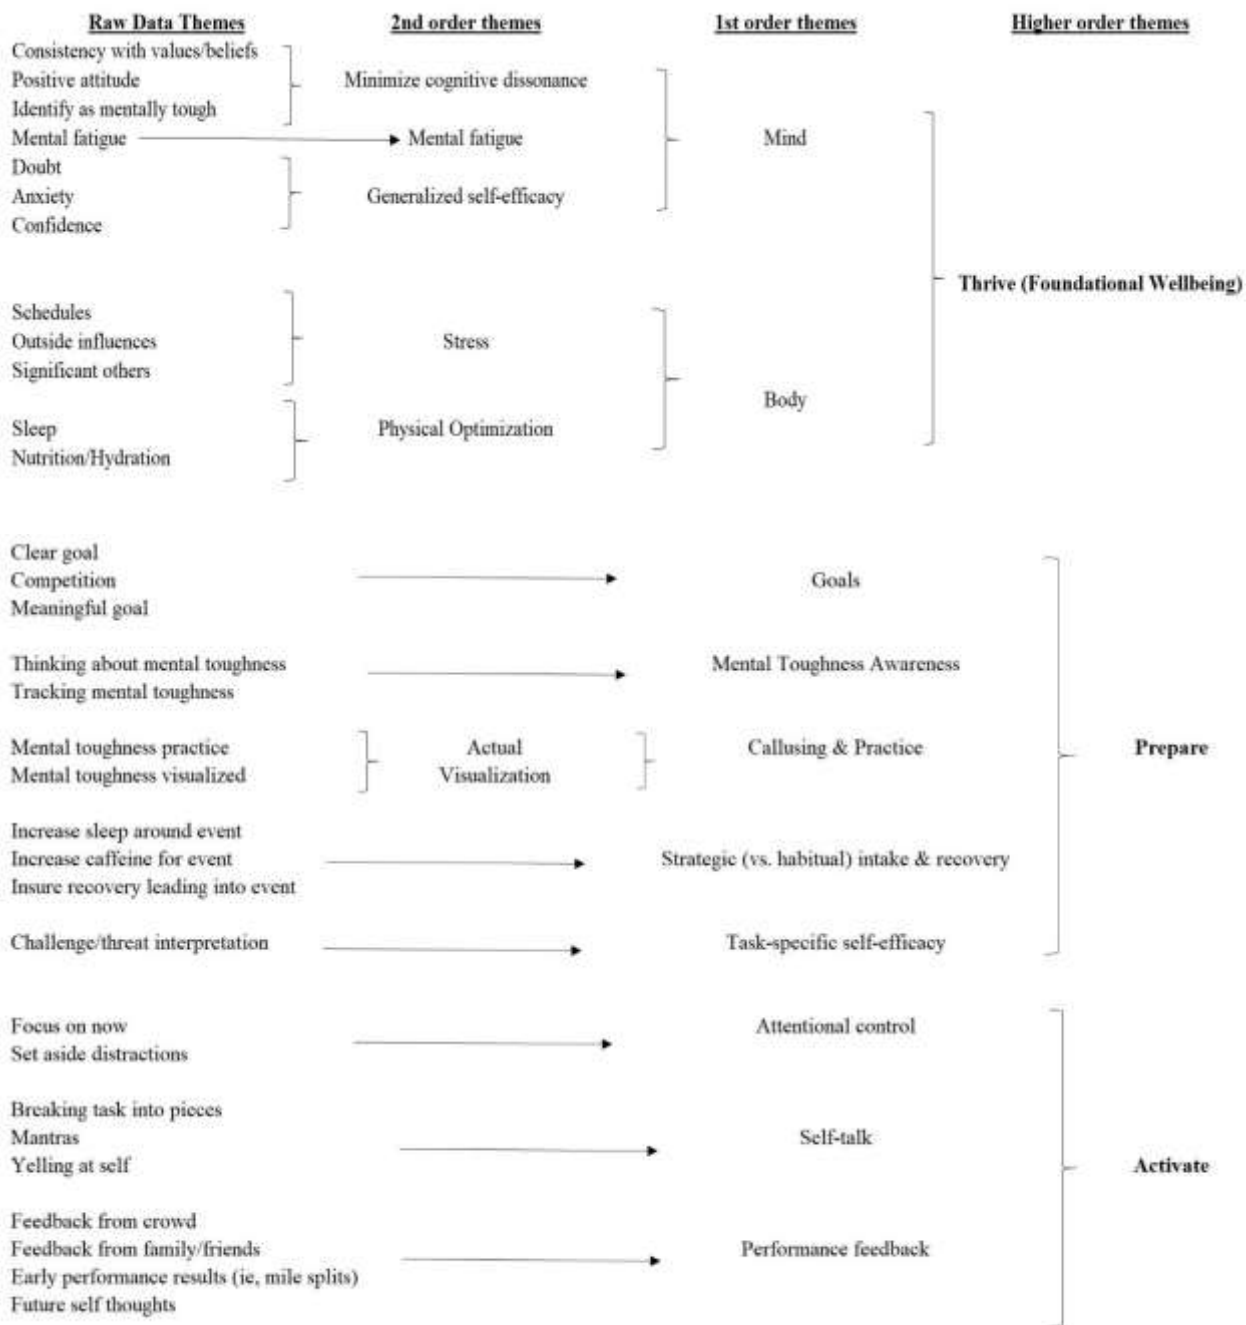 Raw Data Themes 2nd order themes 1st order themes Higher order themes
Consistency with values/beliefs
Positive attitude Minimize cognitive dissonance
Identify as mentally tough
Mental fatigue Mental fatigue Mind
Doubt
Anxiety Generalized self-efficacy
Confidence
Thrive (Foundational Wellbeing)
Schedules
Outside influences Stress
Significant others
Body
Sleep Physical Optimization
Nutrition/Hydration
Clear goal
Competition Goals
Meaningful goal
Thinking about mental toughness Mental Toughness Awareness
Tracking mental toughness
Mental toughness practice Actual Callusing & Practice Prepare
Mental toughness visualized Visualization
Increase sleep around event
Increase caffeine for event Strategic (vs. habitual) intake & recovery
Insure recovery leading into event
Challenge/threat interpretation Task-specific self-efficacy
Focus on now Attentional control
Set aside distractions
Breaking task into pieces
Mantras Self-talk
Yelling at self Activate
Feedback from crowd
Feedback from family/friends Performance feedback
Early performance results (ie, mile splits)
Future self thoughts